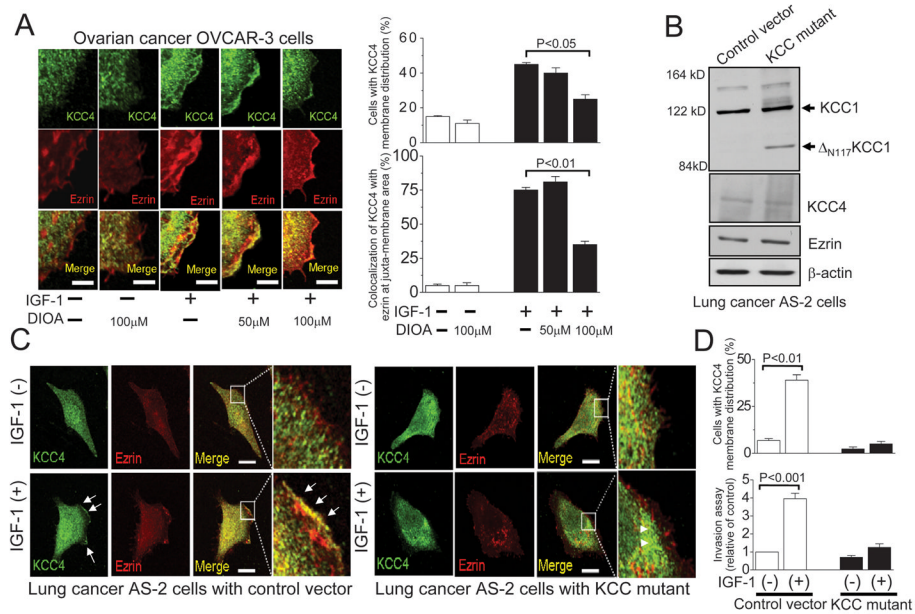 A
Ovarian cancer OVCAR-3 cells
KCC4 KCC4 KCC4 KCC4 KCC4
Ezrin Ezrin Ezrin Ezrin Ezrin
Merge Merge Merge Merge Merge
IGF-1 − − + + +
DIOA − 100µM − 50µM 100µM
Cells with KCC4
membrane distribution (%)
60
40
20
0
P<0.05
Colocalization of KCC4 with
ezrin at juxta-membrane area (%)
100
75
50
25
0
P<0.01
IGF-1 − − + + +
DIOA − 100µM − 50µM 100µM
B
Control vector
KCC mutant
164 kD
122 kD
84kD
KCC1
ΔN117KCC1
KCC4
Ezrin
β-actin
Lung cancer AS-2 cells
C
IGF-1 (-)
KCC4 Ezrin Merge
IGF-1 (+)
KCC4 Ezrin Merge
Lung cancer AS-2 cells with control vector
IGF-1 (-)
KCC4 Ezrin Merge
IGF-1 (+)
KCC4 Ezrin Merge
Lung cancer AS-2 cells with KCC mutant
D
Cells with KCC4
membrane distribution (%)
50
25
0
P<0.01
Invasion assay
(relative of control)
5
4
3
2
1
0
P<0.001
IGF-1 (-) (+) (-) (+)
Control vector KCC mutant